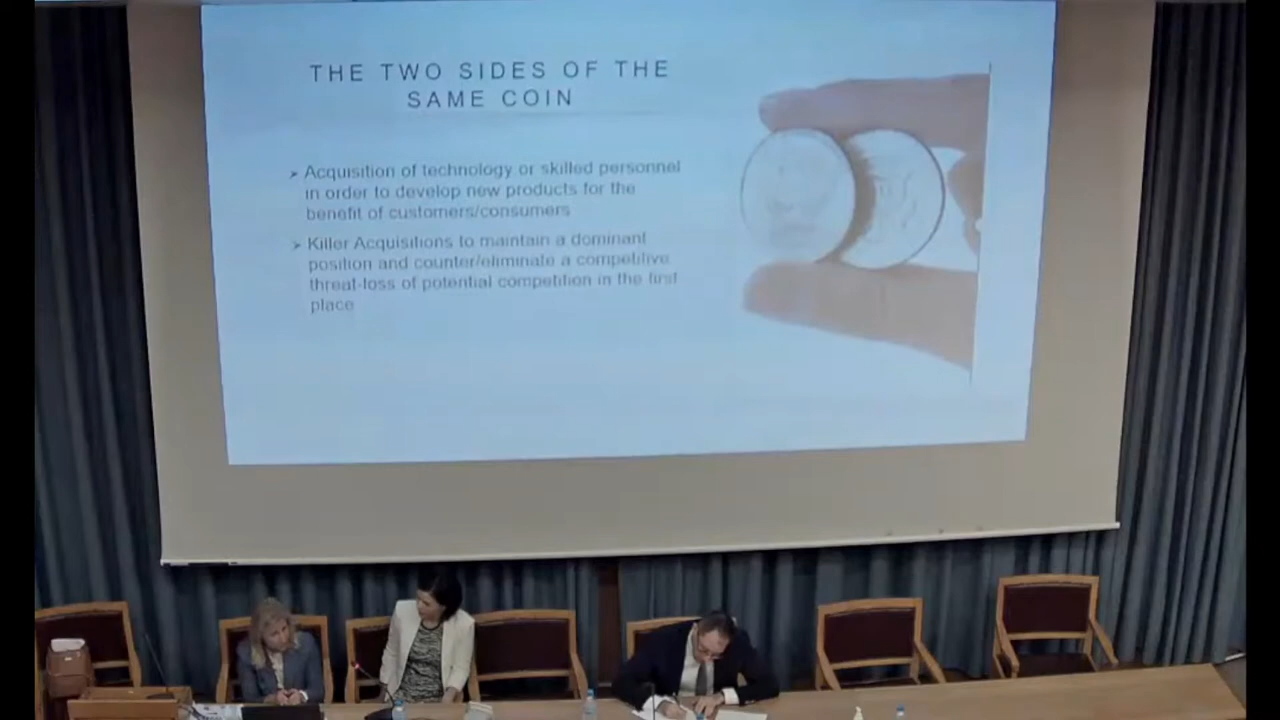 THE TWO SIDES OF THE
SAME COIN
➢ Acquisition of technology or skilled personnel
in order to develop new products for the
benefit of customers/consumers
➢ Killer Acquisitions to maintain a dominant
position and counter/eliminate a competitive
threat-loss of potential competition in the first
place